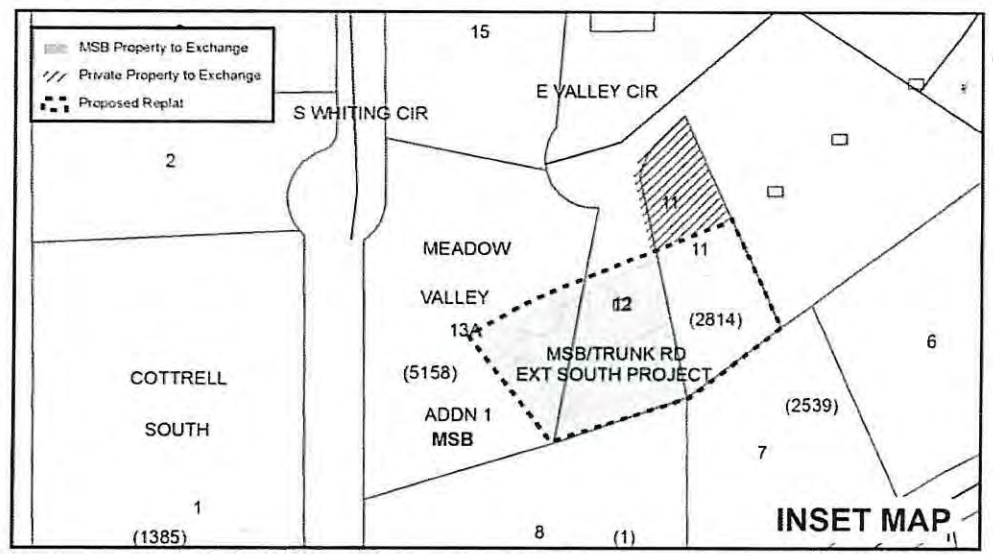 MSB Property to Exchange
Private Property to Exchange
Proposed Replat
15
S WHITING CIR
E VALLEY CIR
2
11
MEADOW
VALLEY
11
12
13A
(2814)
MSB/TRUNK RD
EXT SOUTH PROJECT
6
COTTRELL
SOUTH
(5158)
ADDN 1
MSB
(2539)
7
1
(1385)
8
(1)
INSET MAP